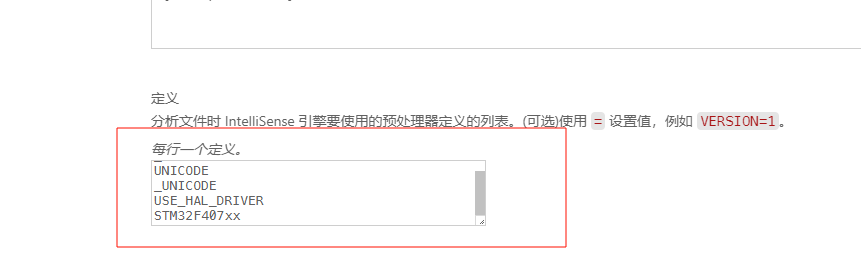 定义
分析文件时 IntelliSense 引擎要使用的预处理器定义的列表。(可选)使用 = 设置值，例如 VERSION=1。
每行一个定义。
UNICODE
_UNICODE
USE_HAL_DRIVER
STM32F407xx